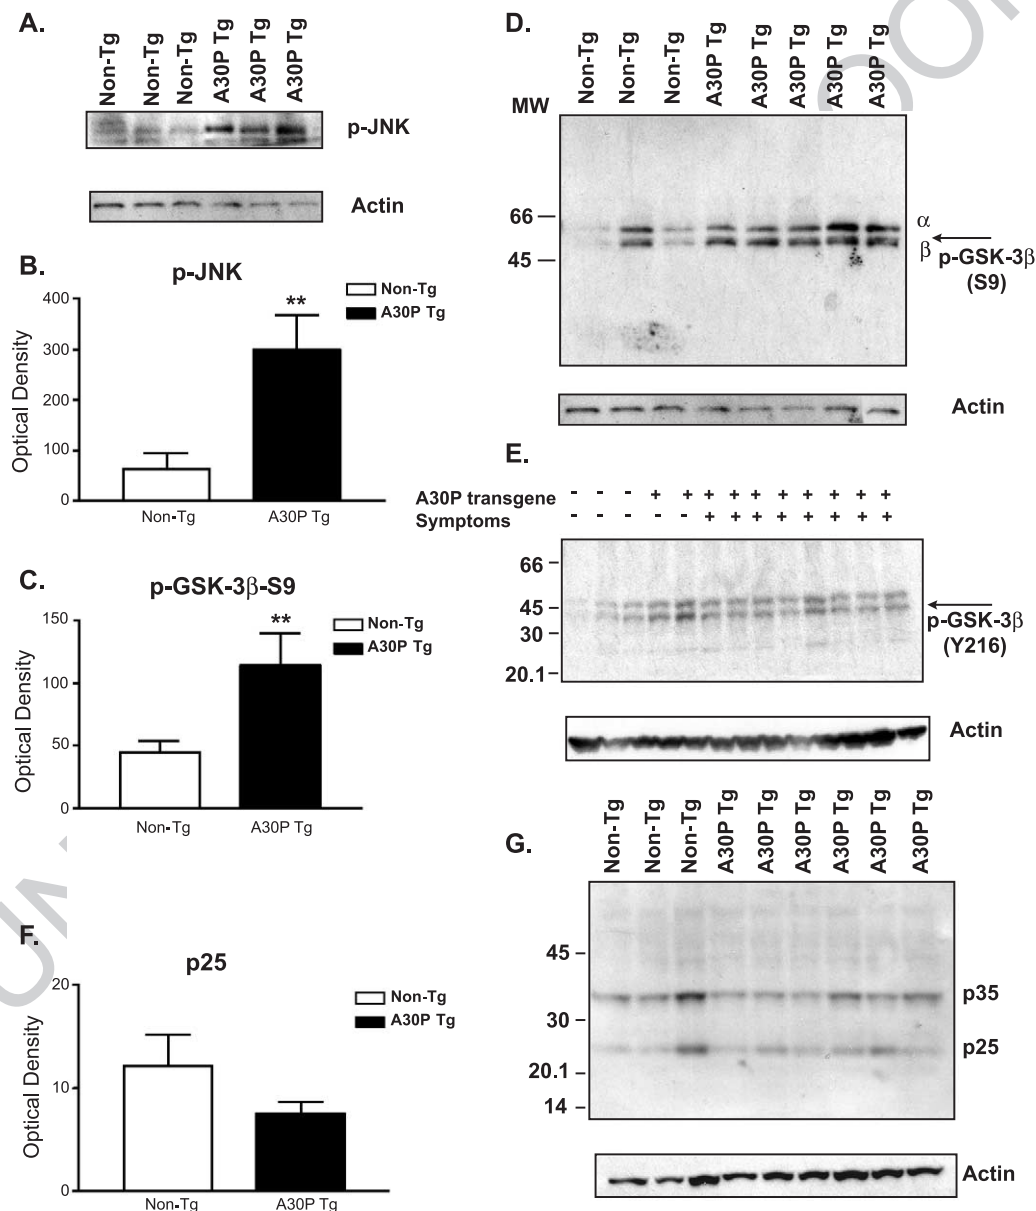 A.
Non-Tg
Non-Tg
Non-Tg
A30P Tg
A30P Tg
A30P Tg
p-JNK
Actin
B.
p-JNK
Non-Tg
A30P Tg
**
400
300
200
100
0
Optical Density
Non-Tg
A30P Tg
C.
p-GSK-3β-S9
Non-Tg
A30P Tg
**
150
100
50
0
Optical Density
Non-Tg
A30P Tg
D.
Non-Tg
Non-Tg
Non-Tg
A30P Tg
A30P Tg
A30P Tg
A30P Tg
A30P Tg
MW
66
45
α
β
p-GSK-3β
(S9)
Actin
E.
A30P transgene - - - + + + + + + + + + +
Symptoms - - - - - + + + + + + + +
66
45
30
20.1
p-GSK-3β
(Y216)
Actin
F.
p25
Non-Tg
A30P Tg
20
10
0
Optical Density
Non-Tg
A30P Tg
G.
Non-Tg
Non-Tg
Non-Tg
A30P Tg
A30P Tg
A30P Tg
A30P Tg
A30P Tg
A30P Tg
45
30
20.1
14
p35
p25
Actin